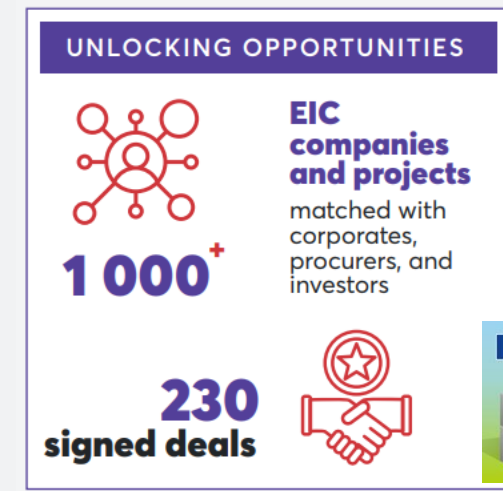 UNLOCKING OPPORTUNITIES
1 000+
EIC
companies
and projects
matched with
corporates,
procurers, and
investors
230
signed deals